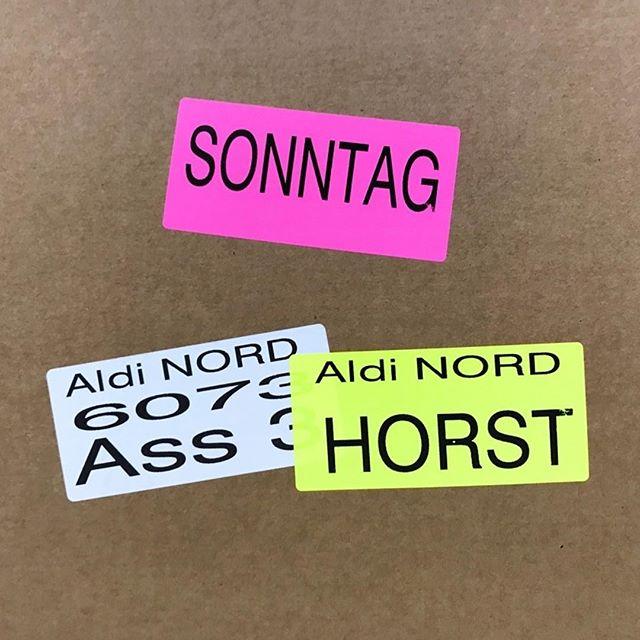 SONNTAG
Aldi NORD
6073
Ass 3
Aldi NORD
HORST